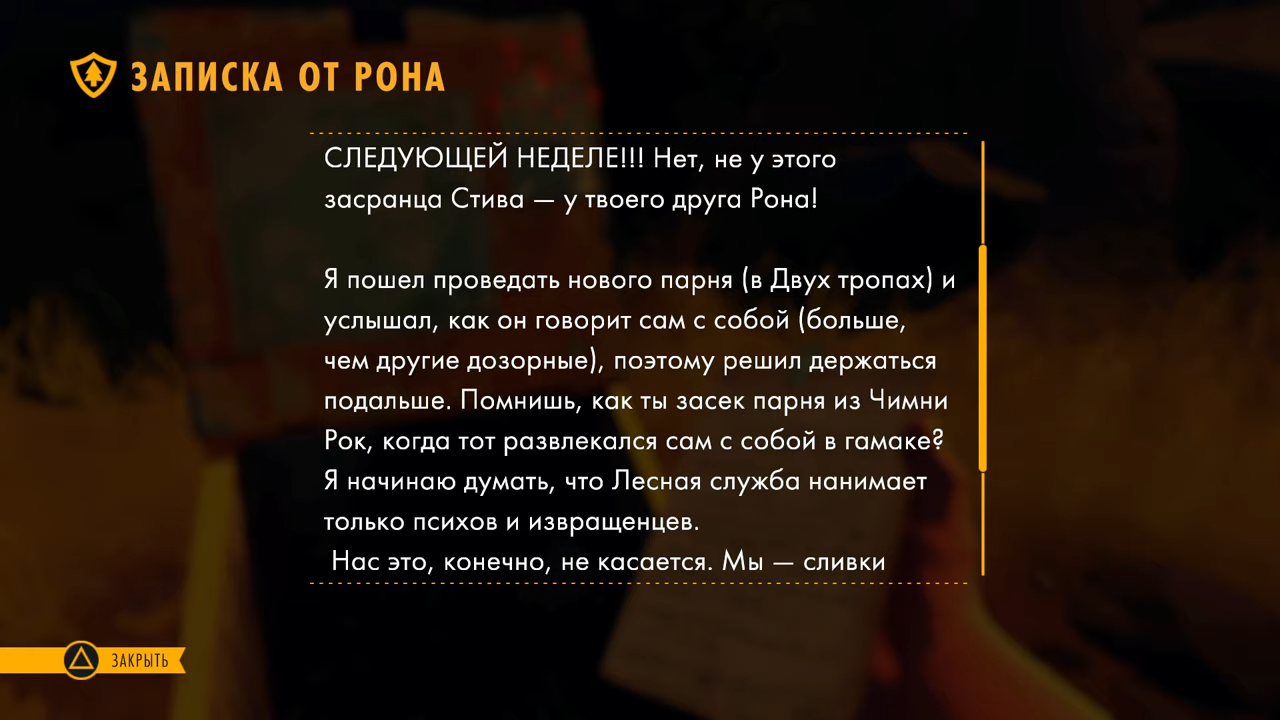 ЗАПИСКА ОТ РОНА
СЛЕДУЮЩЕЙ НЕДЕЛЕ!!! Нет, не у этого
засранца Стива — у твоего друга Рона!
Я пошел проведать нового парня (в Двух тропах) и
услышал, как он говорит сам с собой (больше,
чем другие дозорные), поэтому решил держаться
подальше. Помнишь, как ты засек парня из Чимни
Рок, когда тот развлекался сам с собой в гамаке?
Я начинаю думать, что Лесная служба нанимает
только психов и извращенцев.
Нас это, конечно, не касается. Мы — сливки
ЗАКРЫТЬ